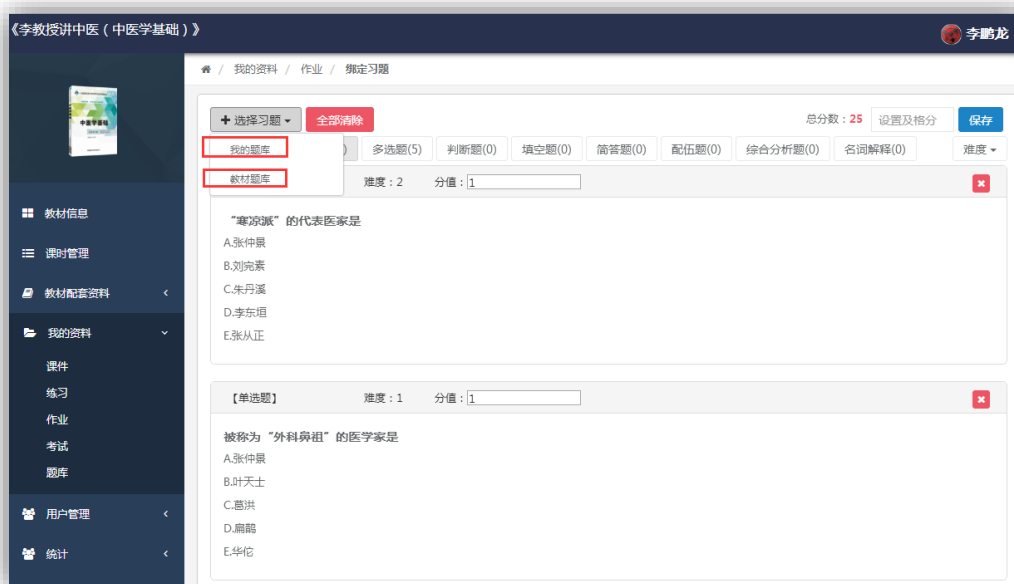 《李教授讲中医（中医学基础）》
李鹏龙
/ 我的资料 / 作业 / 绑定习题
中医学基础
选择习题 全部清除 总分数：25 设置及格分 保存
我的题库 ) 多选题(5) 判断题(0) 填空题(0) 简答题(0) 配伍题(0) 综合分析题(0) 名词解释(0) 难度
教材题库 难度：2 分值：1
“寒凉派”的代表医家是
A.张仲景
B.刘完素
C.朱丹溪
D.李东垣
E.张从正
教材信息
课时管理
教材配套资料
我的资料
课件
练习
作业
考试
题库
用户管理
统计
【单选题】 难度：1 分值：1
被称为“外科鼻祖”的医学家是
A.张仲景
B.叶天士
C.葛洪
D.扁鹊
E.华佗